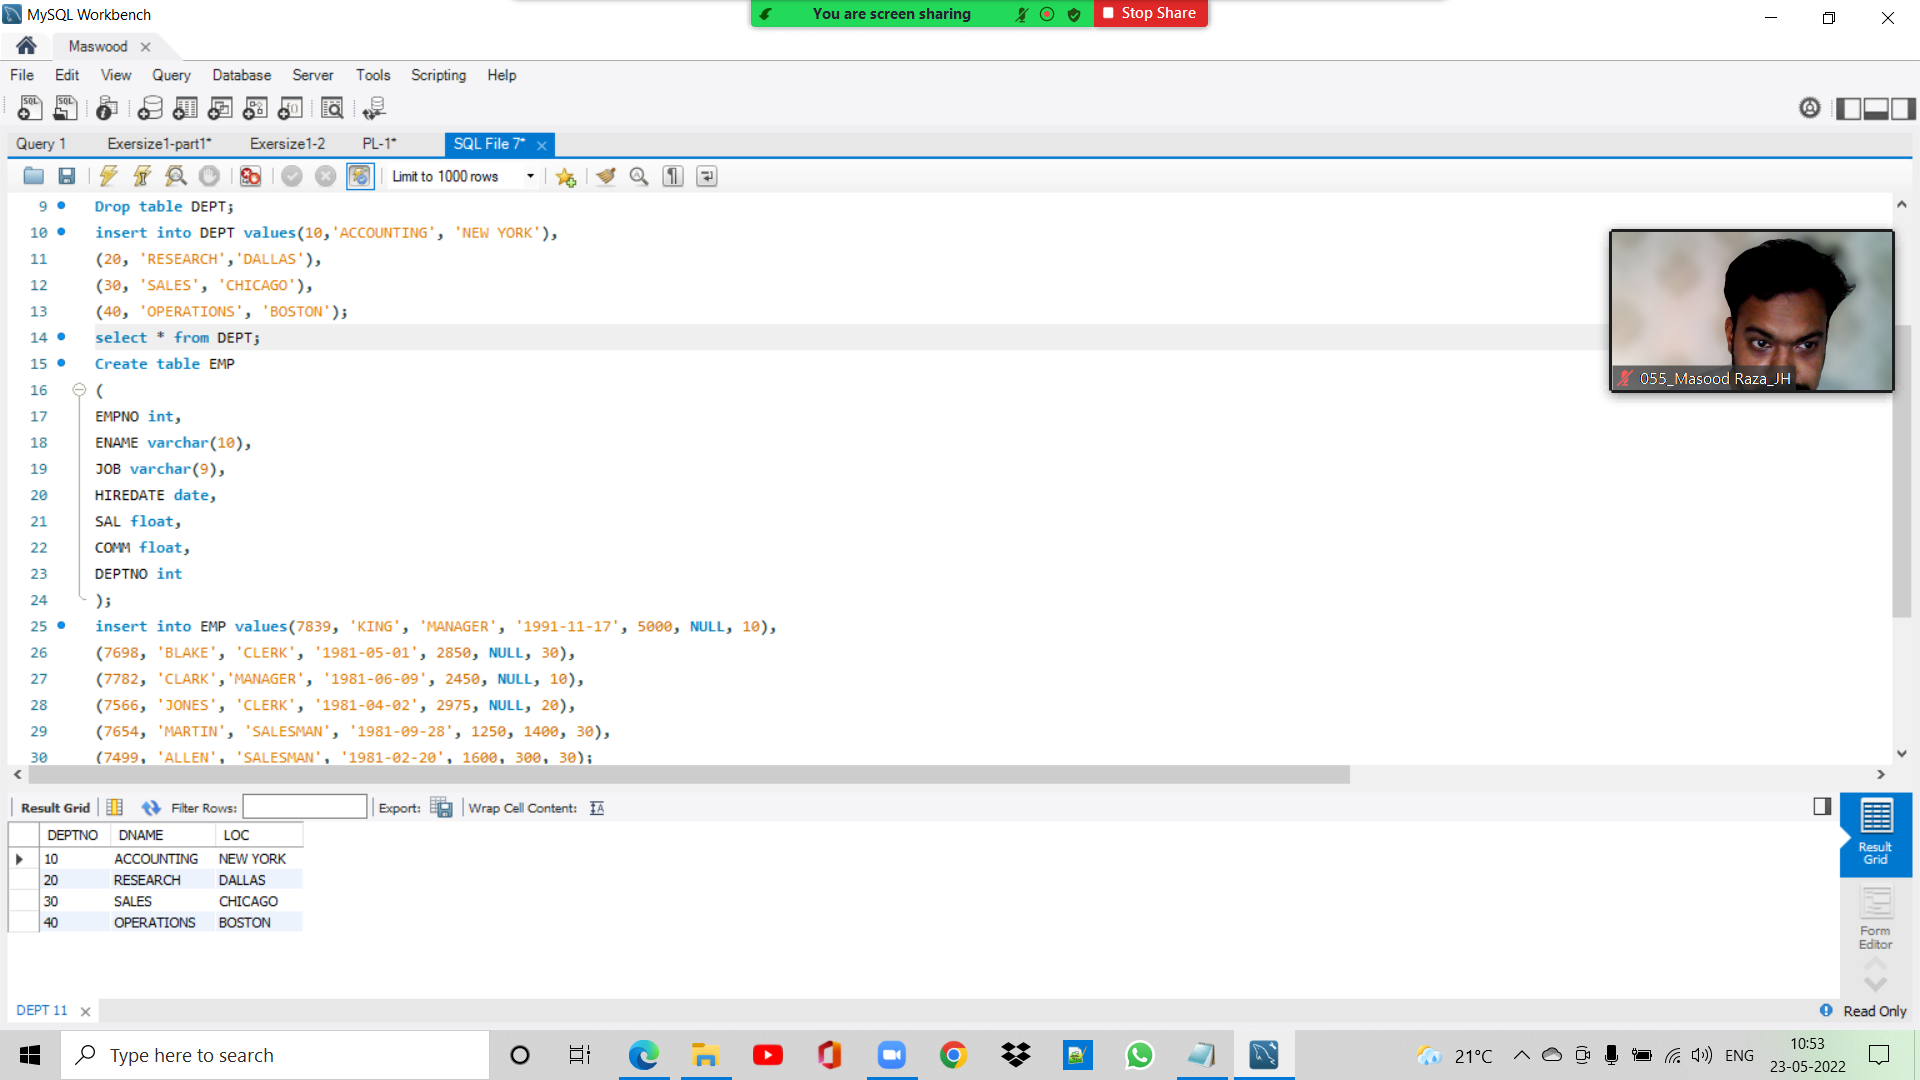 MySQL Workbench
You are screen sharing
Stop Share
Maswood
File Edit View Query Database Server Tools Scripting Help
Query 1 Exersize1-part1* Exersize1-2 PL-1* SQL File 7*
Limit to 1000 rows
9 Drop table DEPT;
10 insert into DEPT values(10,'ACCOUNTING', 'NEW YORK'),
11 (20, 'RESEARCH','DALLAS'),
12 (30, 'SALES', 'CHICAGO'),
13 (40, 'OPERATIONS', 'BOSTON');
14 select * from DEPT;
15 Create table EMP
16 (
17 EMPNO int,
18 ENAME varchar(10),
19 JOB varchar(9),
20 HIREDATE date,
21 SAL float,
22 COMM float,
23 DEPTNO int
24 );
25 insert into EMP values(7839, 'KING', 'MANAGER', '1991-11-17', 5000, NULL, 10),
26 (7698, 'BLAKE', 'CLERK', '1981-05-01', 2850, NULL, 30),
27 (7782, 'CLARK','MANAGER', '1981-06-09', 2450, NULL, 10),
28 (7566, 'JONES', 'CLERK', '1981-04-02', 2975, NULL, 20),
29 (7654, 'MARTIN', 'SALESMAN', '1981-09-28', 1250, 1400, 30),
30 (7499, 'ALLEN', 'SALESMAN', '1981-02-20', 1600, 300, 30);
055_Masood Raza_JH
Result Grid Filter Rows: Export: Wrap Cell Content:
DEPTNO DNAME LOC
10 ACCOUNTING NEW YORK
20 RESEARCH DALLAS
30 SALES CHICAGO
40 OPERATIONS BOSTON
Result
Grid
Form
Editor
DEPT 11
Read Only
Type here to search
21°C
ENG
10:53
23-05-2022